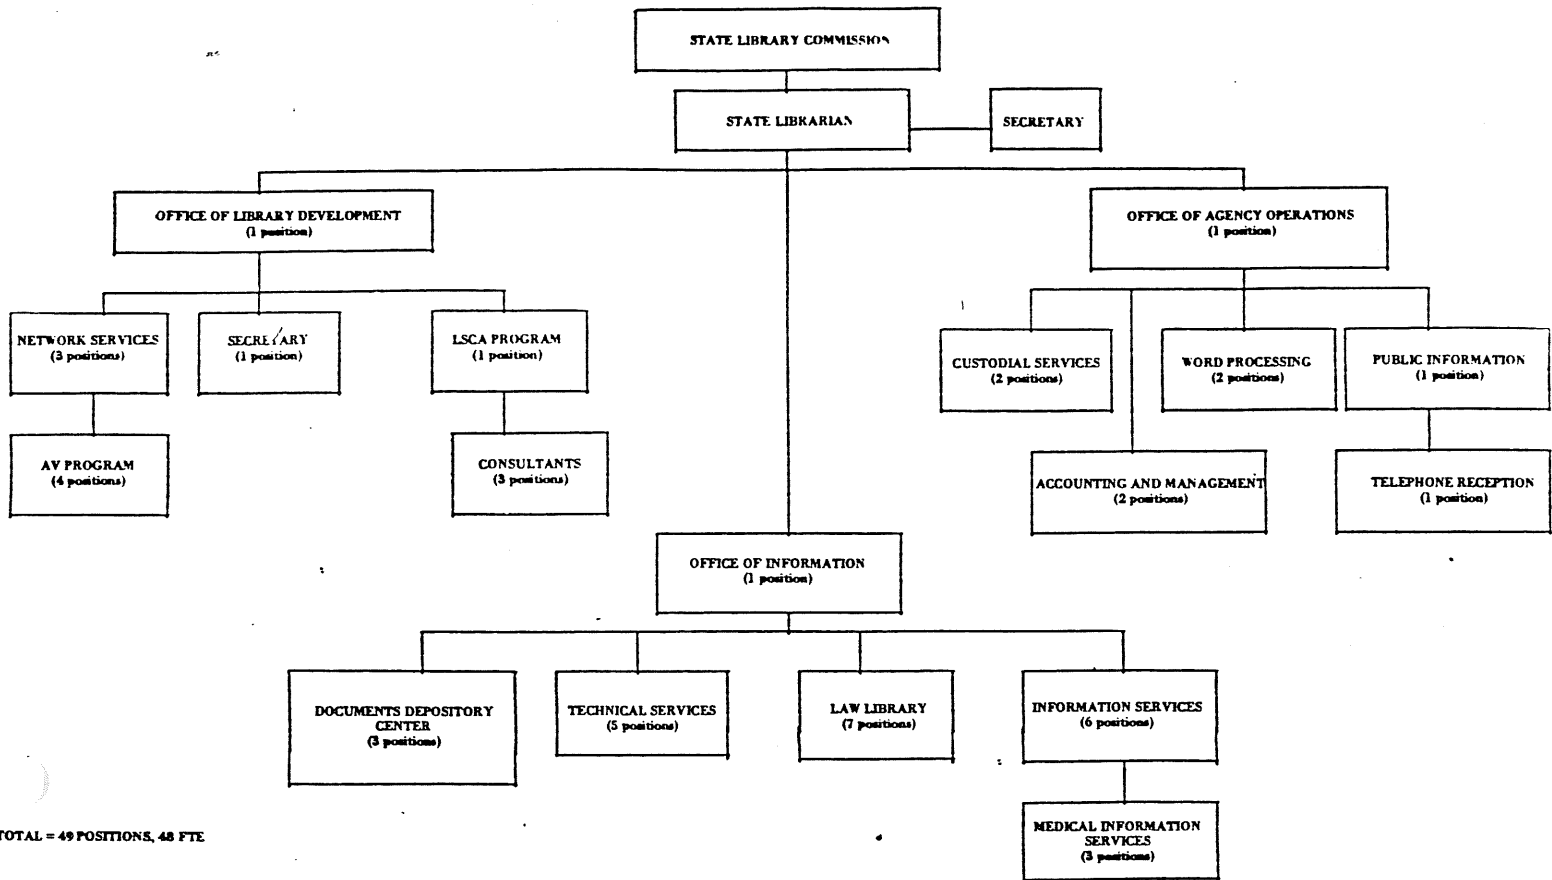 STATE LIBRARY COMMISSION
STATE LIBRARIAN
SECRETARY
OFFICE OF LIBRARY DEVELOPMENT
(1 position)
OFFICE OF AGENCY OPERATIONS
(1 position)
NETWORK SERVICES
(3 positions)
SECRETARY
(1 position)
LSCA PROGRAM
(1 position)
CUSTODIAL SERVICES
(2 positions)
WORD PROCESSING
(2 positions)
PUBLIC INFORMATION
(1 position)
AV PROGRAM
(4 positions)
CONSULTANTS
(3 positions)
ACCOUNTING AND MANAGEMENT
(2 positions)
TELEPHONE RECEPTION
(1 position)
OFFICE OF INFORMATION
(1 position)
DOCUMENTS DEPOSITORY
CENTER
(3 positions)
TECHNICAL SERVICES
(5 positions)
LAW LIBRARY
(7 positions)
INFORMATION SERVICES
(6 positions)
MEDICAL INFORMATION
SERVICES
(3 positions)
TOTAL = 49 POSITIONS, 48 FTE